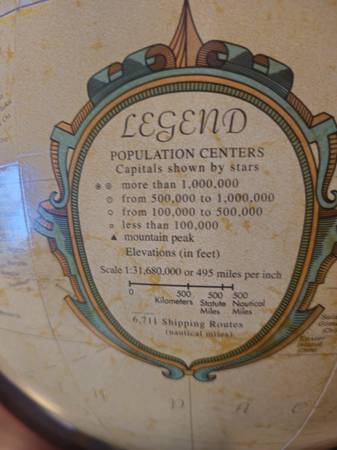 LEGEND
POPULATION CENTERS
Capitals shown by stars
more than 1,000,000
from 500,000 to 1,000,000
from 100,000 to 500,000
less than 100,000
mountain peak
Elevations (in feet)
Scale 1:31,680,000 or 495 miles per inch
0 500 500 500
Kilometers Statute Nautical
Miles Miles
6,711 Shipping Routes
(nautical miles)
N D A C